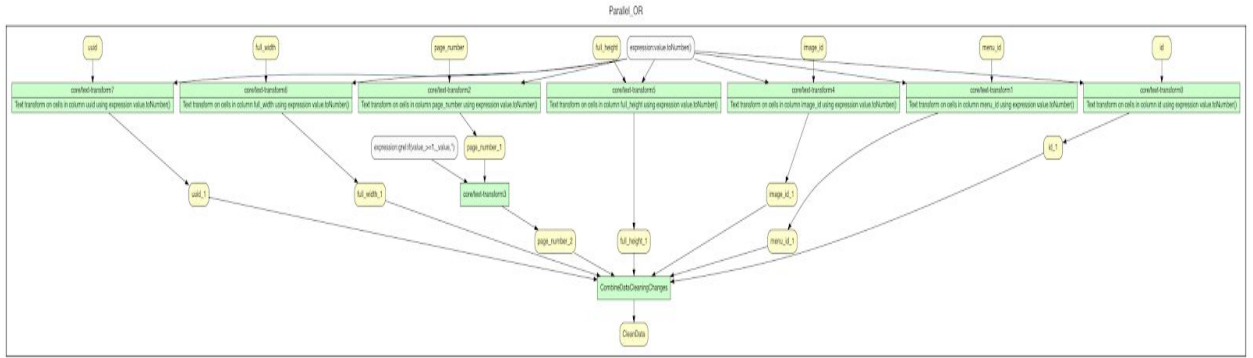 Parallel_OR
uuid
full_width
page_number
full_height
expression:value.toNumber()
image_id
menu_id
id
core/text-transform7
Text transform on cells in column uuid using expression value.toNumber()
core/text-transform6
Text transform on cells in column full_width using expression value.toNumber()
core/text-transform2
Text transform on cells in column page_number using expression value.toNumber()
core/text-transform5
Text transform on cells in column full_height using expression value.toNumber()
core/text-transform4
Text transform on cells in column image_id using expression value.toNumber()
core/text-transform1
Text transform on cells in column menu_id using expression value.toNumber()
core/text-transform0
Text transform on cells in column id using expression value.toNumber()
page_number_1
id_1
uuid_1
full_width_1
core/text-transform3
image_id_1
page_number_2
full_height_1
menu_id_1
CombineDataCleaningChanges
CleanData